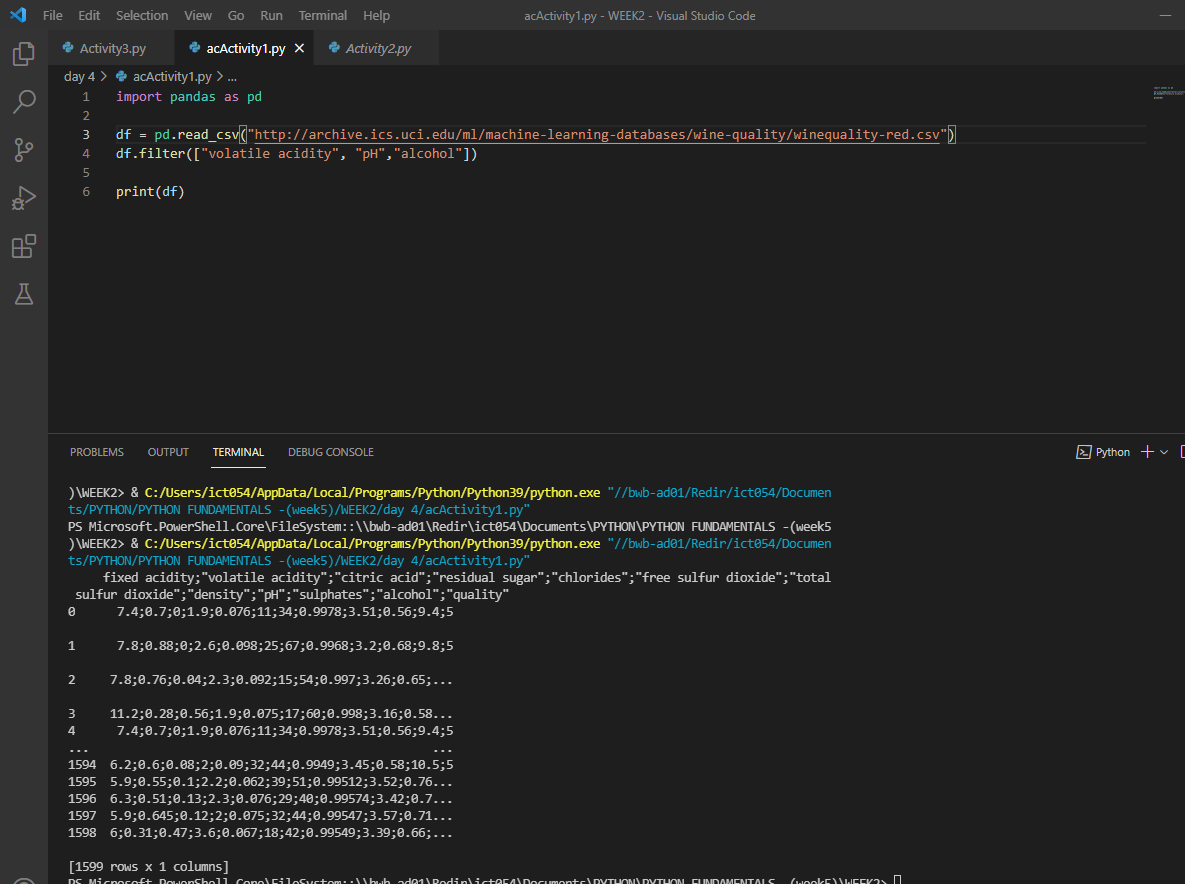 File Edit Selection View Go Run Terminal Help acActivity1.py - WEEK2 - Visual Studio Code
Activity3.py acActivity1.py Activity2.py
day 4 > acActivity1.py > ...
1 import pandas as pd
2
3 df = pd.read_csv("http://archive.ics.uci.edu/ml/machine-learning-databases/wine-quality/winequality-red.csv")
4 df.filter(["volatile acidity", "pH","alcohol"])
5
6 print(df)
PROBLEMS OUTPUT TERMINAL DEBUG CONSOLE Python
)\WEEK2> & C:/Users/ict054/AppData/Local/Programs/Python/Python39/python.exe "//bwb-ad01/Redir/ict054/Documen
ts/PYTHON/PYTHON FUNDAMENTALS -(week5)/WEEK2/day 4/acActivity1.py"
PS Microsoft.PowerShell.Core\FileSystem::\\bwb-ad01\Redir\ict054\Documents\PYTHON\PYTHON FUNDAMENTALS -(week5
)\WEEK2> & C:/Users/ict054/AppData/Local/Programs/Python/Python39/python.exe "//bwb-ad01/Redir/ict054/Documen
ts/PYTHON/PYTHON FUNDAMENTALS -(week5)/WEEK2/day 4/acActivity1.py"
fixed acidity;"volatile acidity";"citric acid";"residual sugar";"chlorides";"free sulfur dioxide";"total
sulfur dioxide";"density";"pH";"sulphates";"alcohol";"quality"
0 7.4;0.7;0;1.9;0.076;11;34;0.9978;3.51;0.56;9.4;5
1 7.8;0.88;0;2.6;0.098;25;67;0.9968;3.2;0.68;9.8;5
2 7.8;0.76;0.04;2.3;0.092;15;54;0.997;3.26;0.65;...
3 11.2;0.28;0.56;1.9;0.075;17;60;0.998;3.16;0.58...
4 7.4;0.7;0;1.9;0.076;11;34;0.9978;3.51;0.56;9.4;5
... ...
1594 6.2;0.6;0.08;2;0.09;32;44;0.9949;3.45;0.58;10.5;5
1595 5.9;0.55;0.1;2.2;0.062;39;51;0.99512;3.52;0.76...
1596 6.3;0.51;0.13;2.3;0.076;29;40;0.99574;3.42;0.7...
1597 5.9;0.645;0.12;2;0.075;32;44;0.99547;3.57;0.71...
1598 6;0.31;0.47;3.6;0.067;18;42;0.99549;3.39;0.66;...
[1599 rows x 1 columns]
PS Microsoft.PowerShell.Core\FileSystem::\\bwb-ad01\Redir\ict054\Documents\PYTHON\PYTHON FUNDAMENTALS -(week5)\WEEK2>